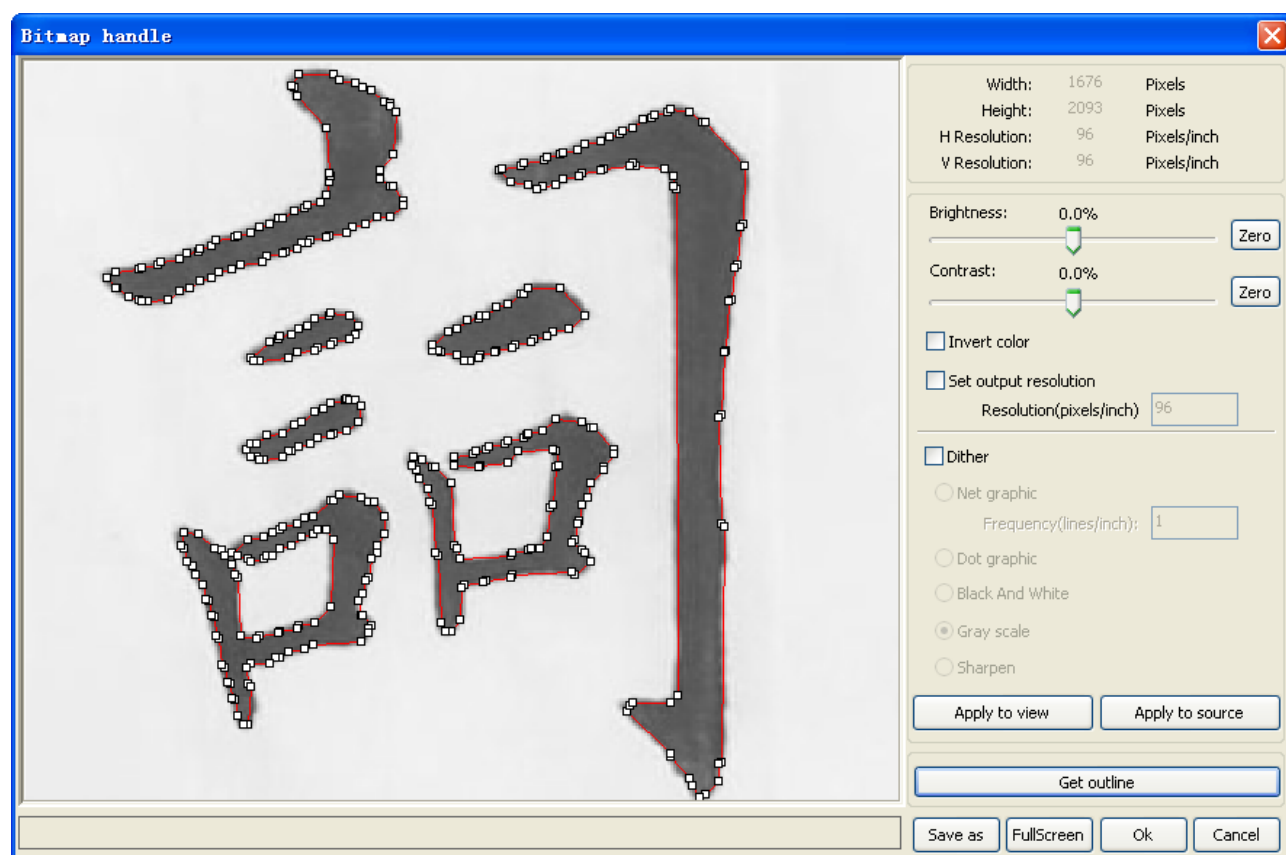 Bitmap handle
詞
Width: 1676 Pixels
Height: 2093 Pixels
H Resolution: 96 Pixels/inch
V Resolution: 96 Pixels/inch
Brightness: 0.0%
Zero
Contrast: 0.0%
Zero
Invert color
Set output resolution
Resolution(pixels/inch) 96
Dither
Net graphic
Frequency(lines/inch): 1
Dot graphic
Black And White
Gray scale
Sharpen
Apply to view Apply to source
Get outline
Save as FullScreen Ok Cancel